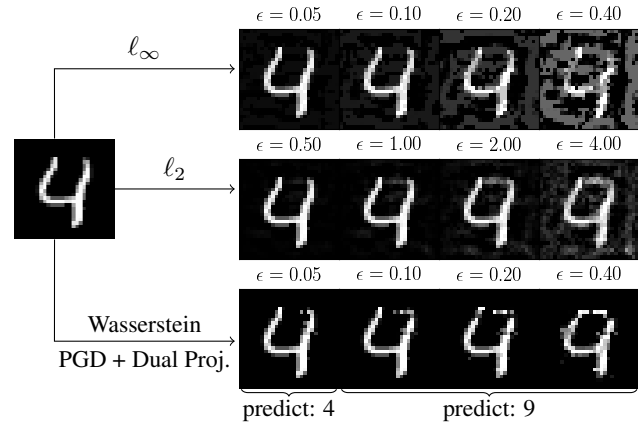 ϵ = 0.05 ϵ = 0.10 ϵ = 0.20 ϵ = 0.40
ℓ∞
ϵ = 0.50 ϵ = 1.00 ϵ = 2.00 ϵ = 4.00
ℓ2
ϵ = 0.05 ϵ = 0.10 ϵ = 0.20 ϵ = 0.40
Wasserstein
PGD + Dual Proj.
predict: 4 predict: 9